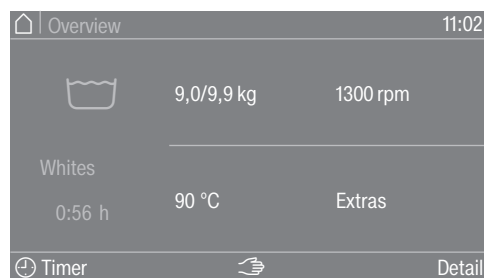 Overview 11:02
9,0/9,9 kg 1300 rpm
Whites
0:56 h
90 °C Extras
Timer Detail